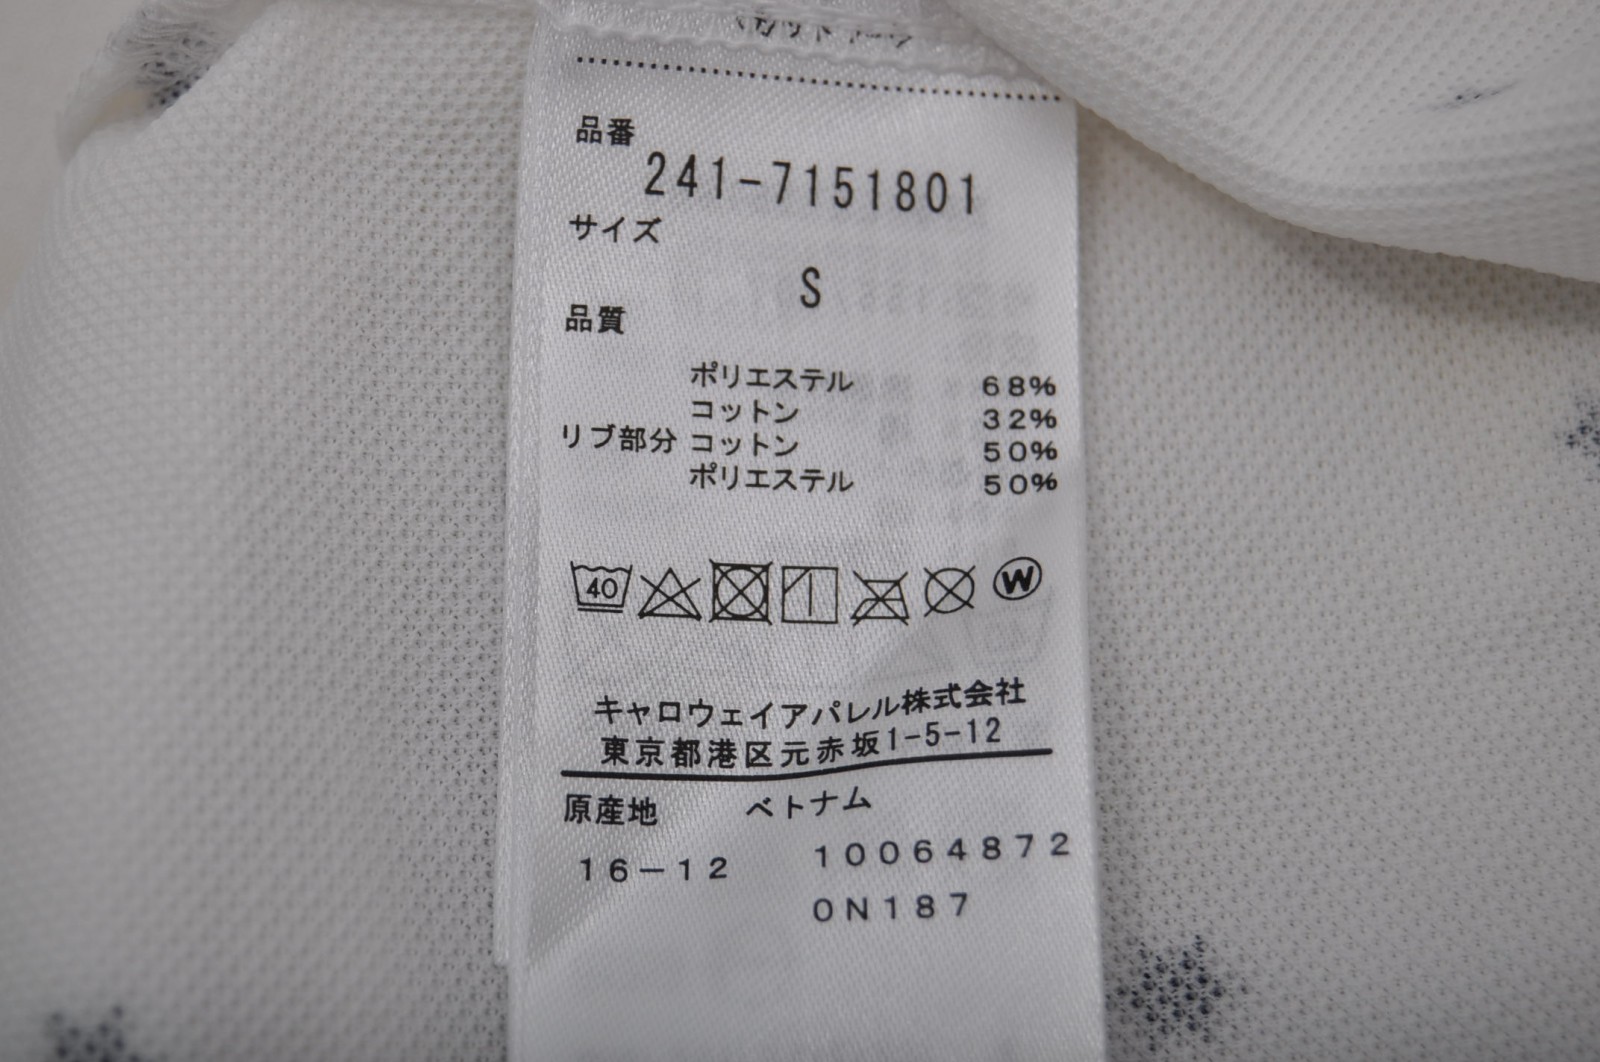 品番
241-7151801
サイズ
S
品質
ポリエステル 68%
コットン 32%
リブ部分 コットン 50%
ポリエステル 50%
40
W
キャロウェイアパレル株式会社
東京都港区元赤坂1-5-12
原産地 ベトナム
16-12 10064872
0N187